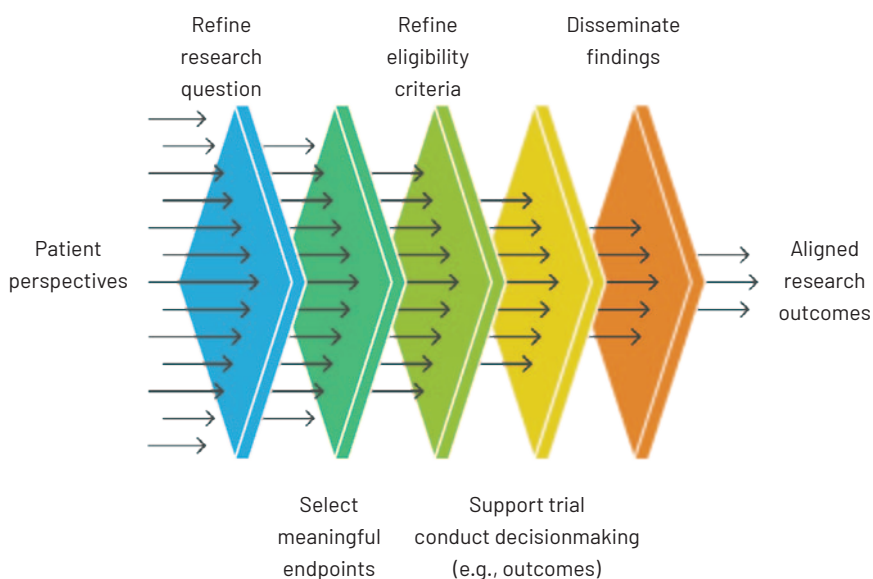 Refine
research
question
Refine
eligibility
criteria
Disseminate
findings
Patient
perspectives
Aligned
research
outcomes
Select
meaningful
endpoints
Support trial
conduct decisionmaking
(e.g., outcomes)